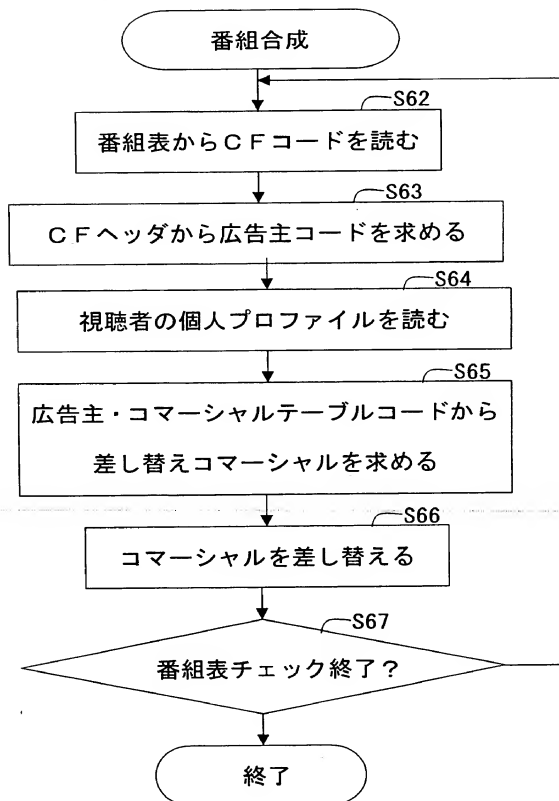 番組合成
S62
番組表からＣＦコードを読む
S63
ＣＦヘッダから広告主コードを求める
S64
視聴者の個人プロファイルを読む
S65
広告主・コマーシャルテーブルコードから
差し替えコマーシャルを求める
S66
コマーシャルを差し替える
S67
番組表チェック終了？
終了